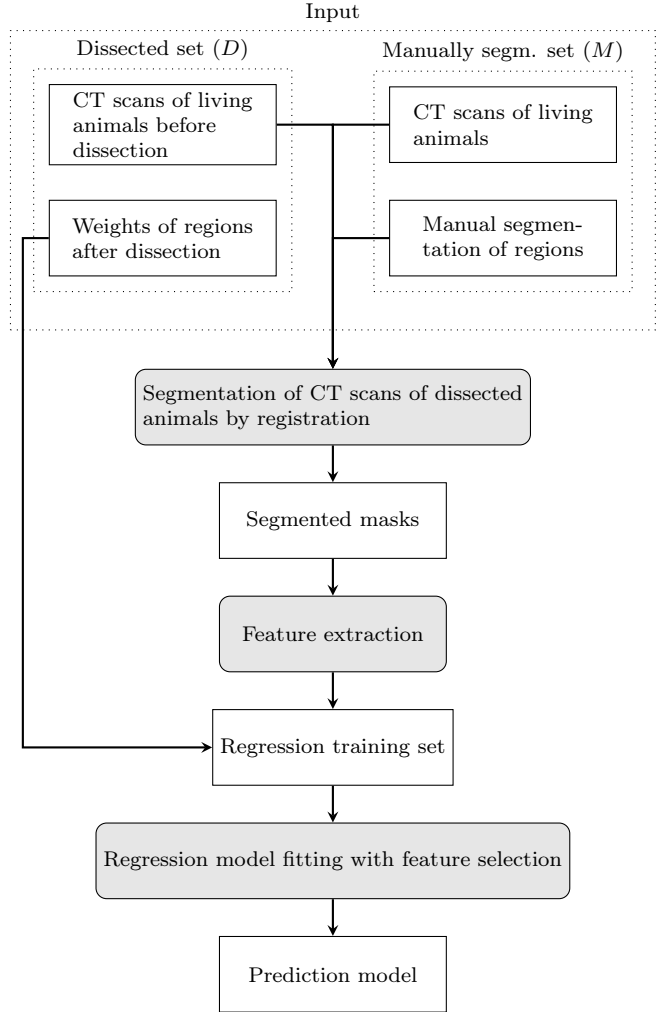 Input
Dissected set (D)
Manually segm. set (M)
CT scans of living
animals before
dissection
CT scans of living
animals
Weights of regions
after dissection
Manual segmen-
tation of regions
Segmentation of CT scans of dissected
animals by registration
Segmented masks
Feature extraction
Regression training set
Regression model fitting with feature selection
Prediction model